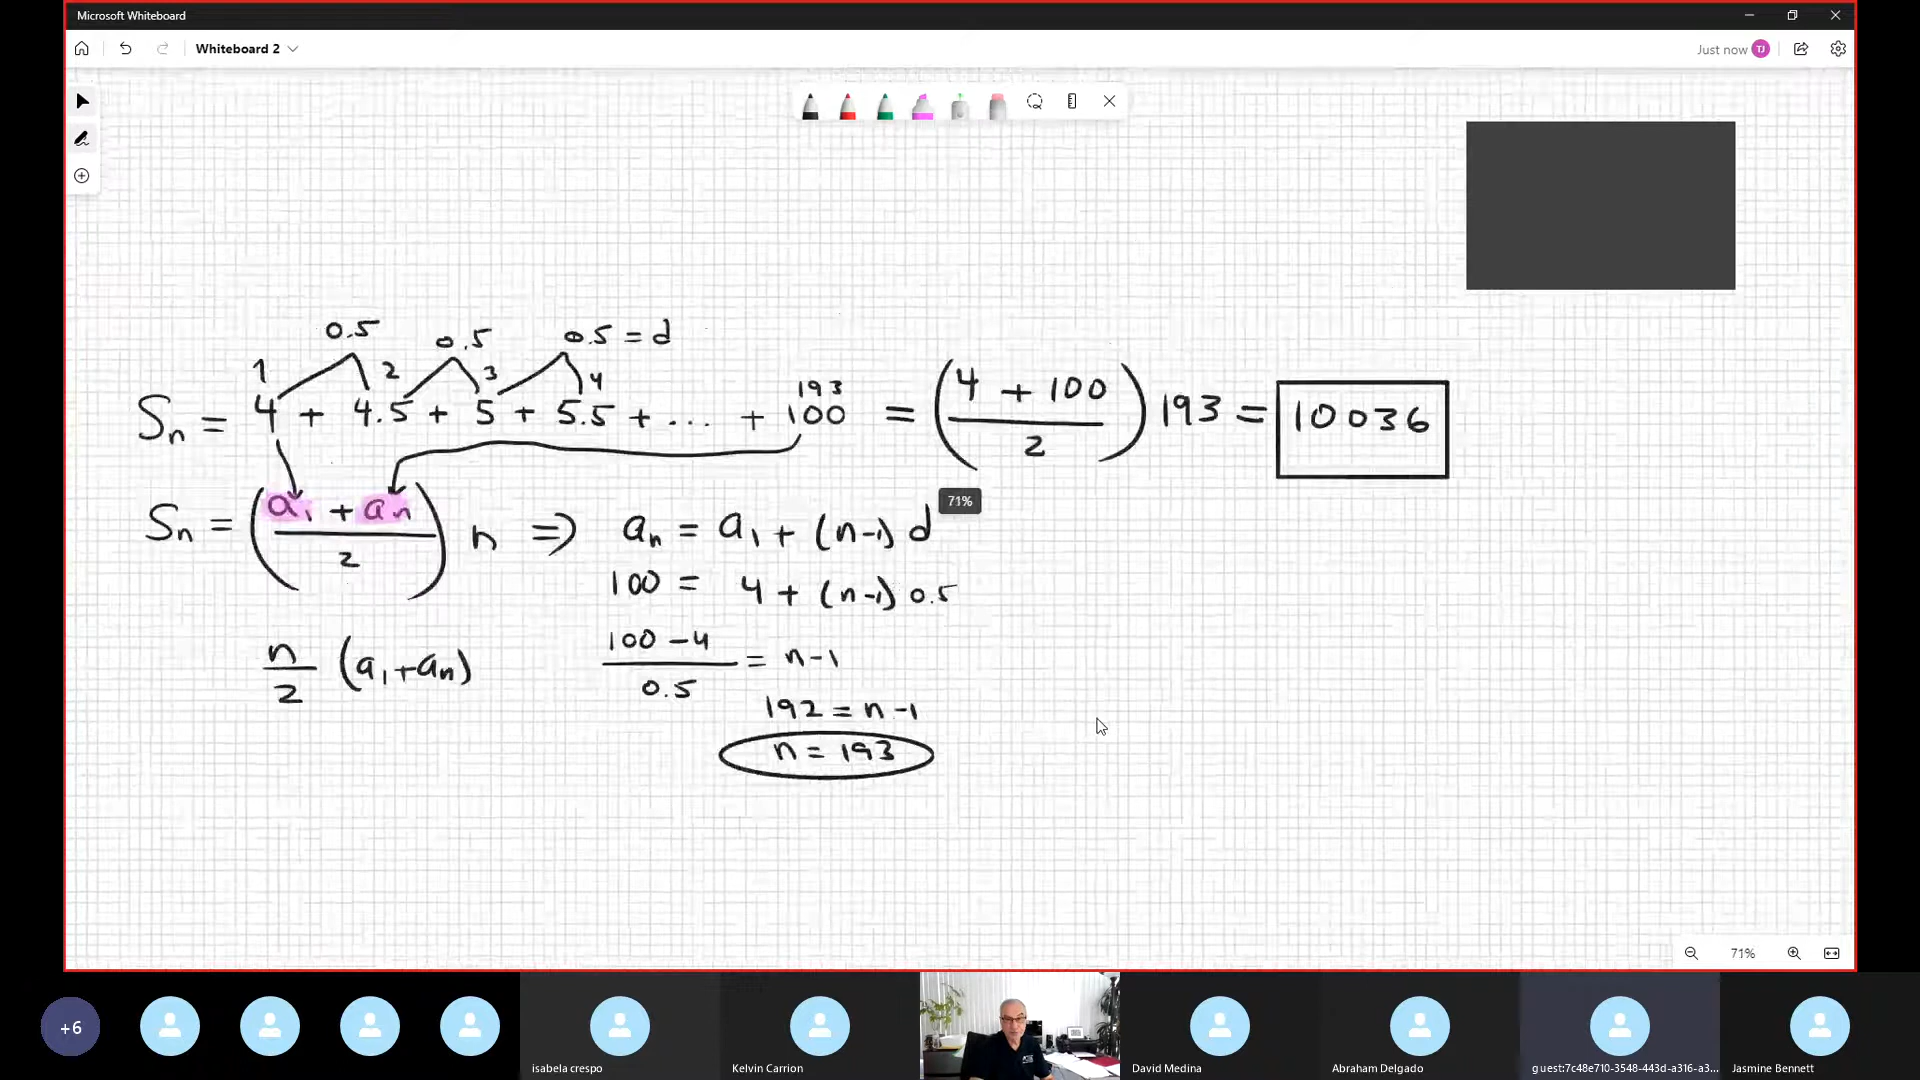 Microsoft Whiteboard
Whiteboard 2
Just now TJ
0.5 0.5 0.5 = d
1 2 3 4 193
Sn = 4 + 4.5 + 5 + 5.5 + ... + 100 = (4 + 100 / 2) 193 = 10036
71%
Sn = (a1 + an / 2) n ⇒ an = a1 + (n-1) d
100 = 4 + (n-1) 0.5
n/2 (a1+an)
100 - 4 / 0.5 = n-1
192 = n-1
n = 193
71%
+6
isabela crespo
Kelvin Carrion
David Medina
Abraham Delgado
guest:7c48e710-3548-443d-a316-a3...
Jasmine Bennett